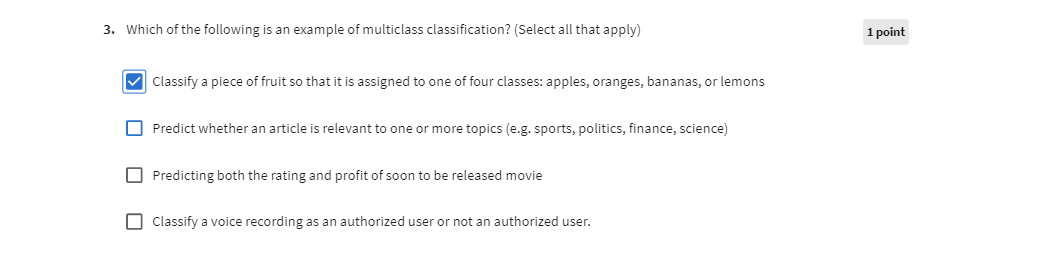 3. Which of the following is an example of multiclass classification? (Select all that apply)
1 point
Classify a piece of fruit so that it is assigned to one of four classes: apples, oranges, bananas, or lemons
Predict whether an article is relevant to one or more topics (e.g. sports, politics, finance, science)
Predicting both the rating and profit of soon to be released movie
Classify a voice recording as an authorized user or not an authorized user.